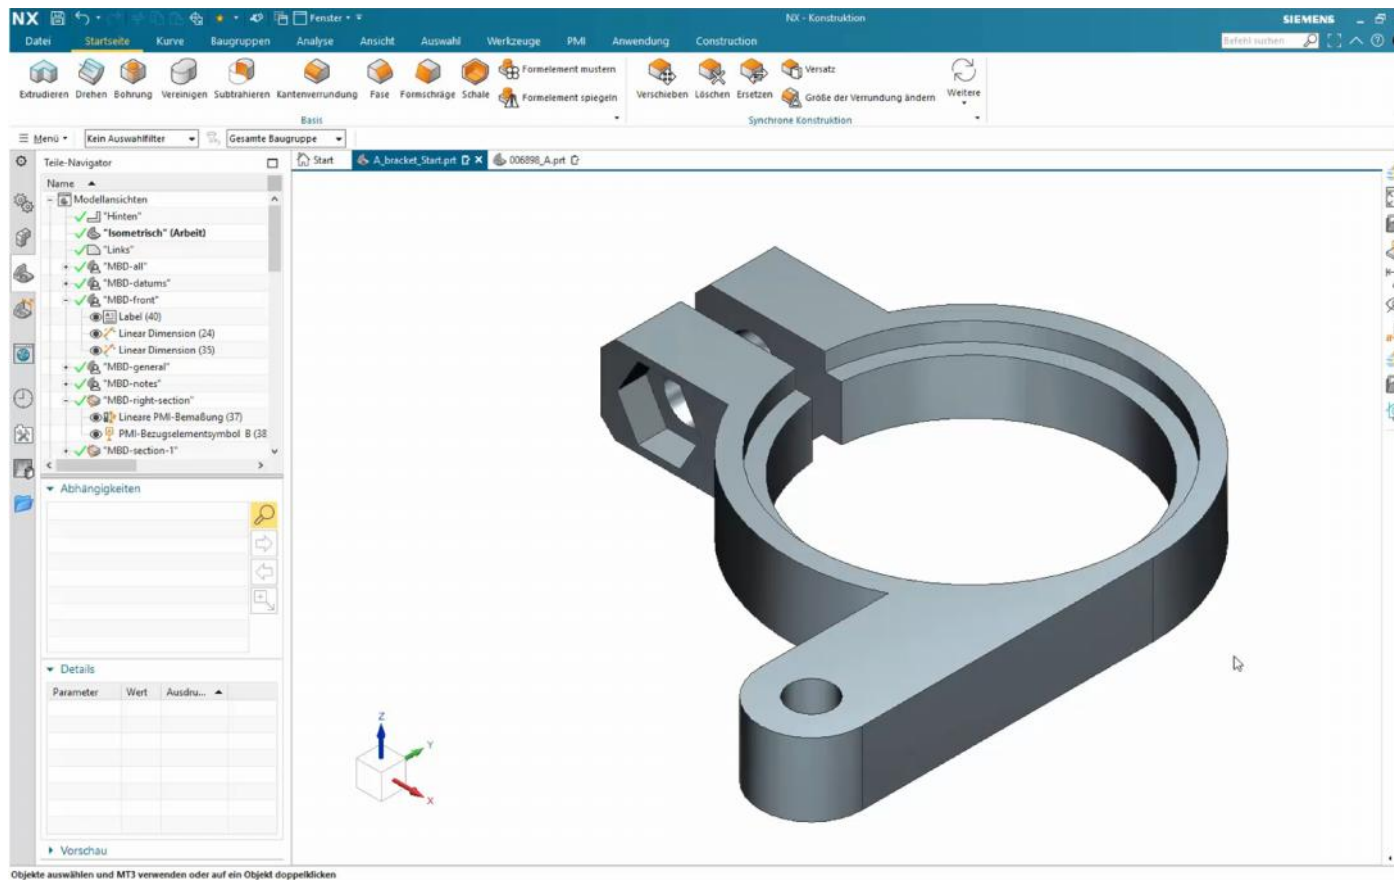 NX Fenster NX - Konstruktion SIEMENS
Datei Startseite Kurve Baugruppen Analyse Ansicht Auswahl Werkzeuge PMI Anwendung Construction Befehl suchen
Extrudieren Drehen Bohrung Vereinigen Subtrahieren Kantenverrundung Fase Formschräge Schale Formelement mustern Formelement spiegeln
Verschieben Löschen Ersetzen Versatz Größe der Verrundung ändern Weitere
Basis Synchrone Konstruktion
Menü Kein Auswahlfilter Gesamte Baugruppe
Teile-Navigator Start A_bracket_Start.prt 006898_A.prt
Name
Modellansichten
"Hinten"
"Isometrisch" (Arbeit)
"Links"
"MBD-all"
"MBD-datums"
"MBD-front"
Label (40)
Linear Dimension (24)
Linear Dimension (35)
"MBD-general"
"MBD-notes"
"MBD-right-section"
Lineare PMI-Bemaßung (37)
PMI-Bezugselementsymbol B (38
"MBD-section-1"
Abhängigkeiten
Details
Parameter Wert Ausdru...
Z
Y
X
Vorschau
Objekte auswählen und MT3 verwenden oder auf ein Objekt doppelklicken